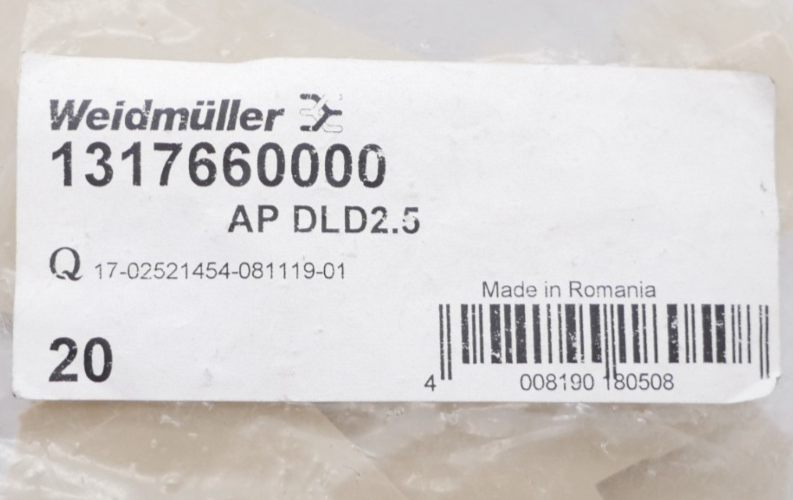 Weidmüller
1317660000
AP DLD2.5
Q 17-02521454-081119-01
Made in Romania
20
4 008190 180508